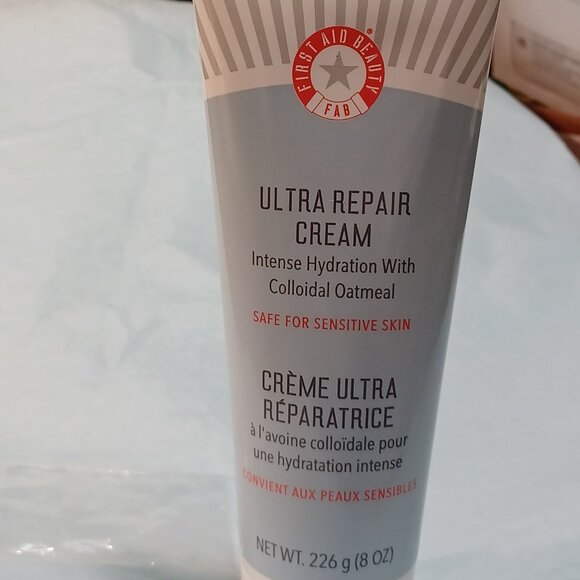 FIRST AID BEAUTY®
FAB
ULTRA REPAIR
CREAM
Intense Hydration With
Colloidal Oatmeal
SAFE FOR SENSITIVE SKIN
CRÈME ULTRA
RÉPARATRICE
à l'avoine colloïdale pour
une hydratation intense
CONVIENT AUX PEAUX SENSIBLES
NET WT. 226 g (8 OZ)